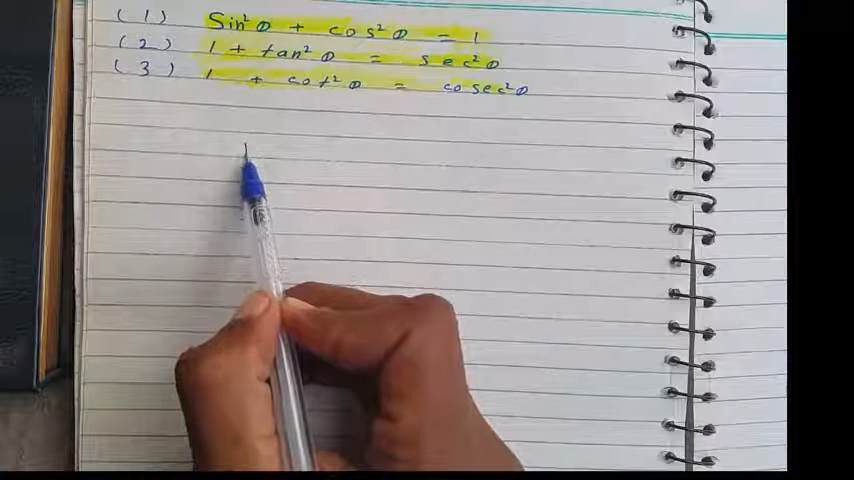 (1) Sin²θ + cos²θ = 1
(2) 1 + tan²θ = sec²θ
(3) 1 + cot²θ = cosec²θ